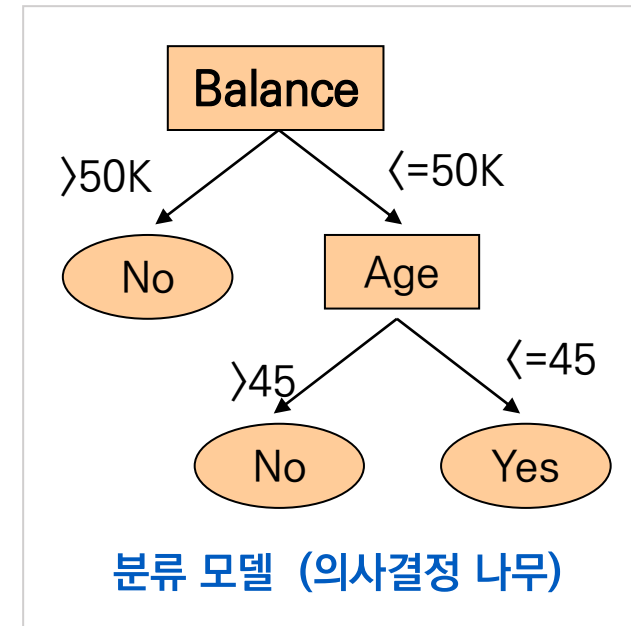 Balance
〉50K
〈=50K
No
Age
〉45
〈=45
No
Yes
분류 모델 (의사결정 나무)